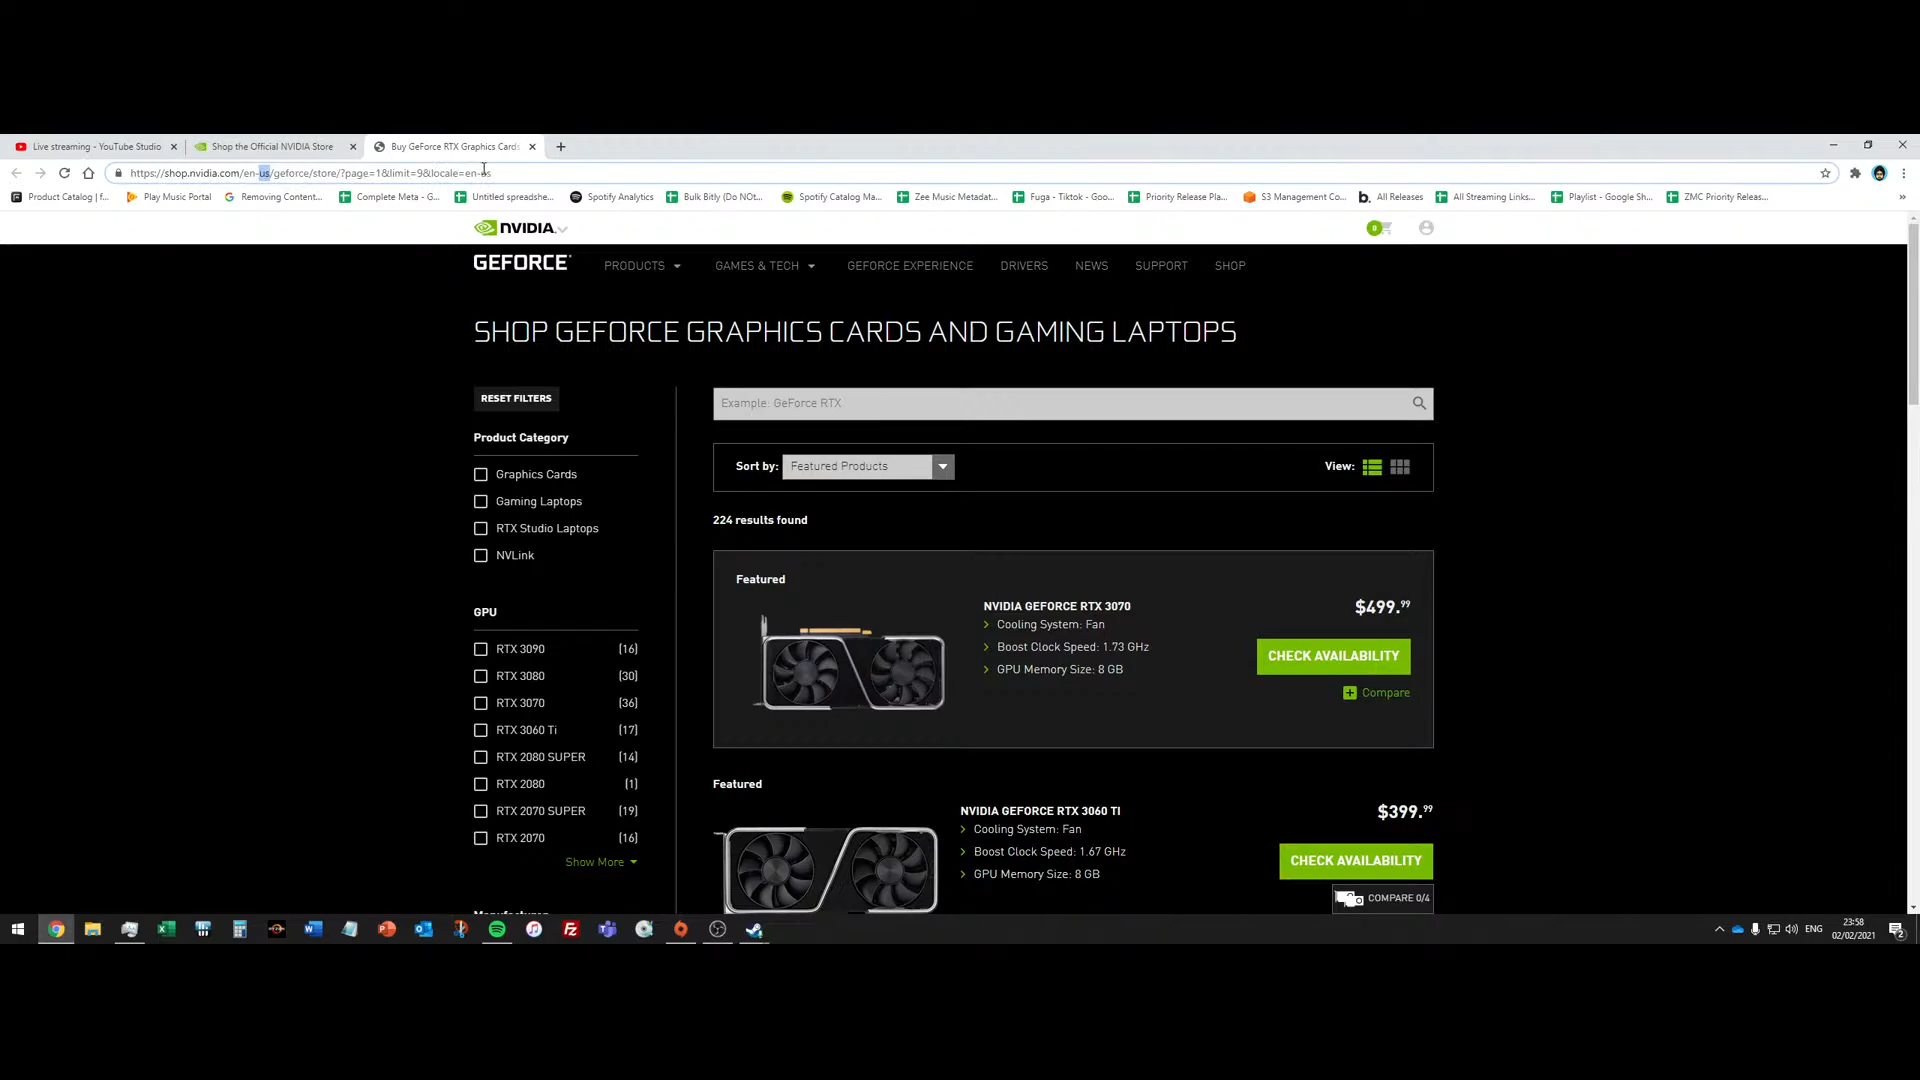 Live streaming - YouTube Studio
Shop the Official NVIDIA Store
Buy GeForce RTX Graphics Cards
https://shop.nvidia.com/en-us/geforce/store/?page=1&limit=9&locale=en-us
Product Catalog | f...
Play Music Portal
Removing Content...
Complete Meta - G...
Untitled spreadshe...
Spotify Analytics
Bulk Bitly (Do NOt...
Spotify Catalog Ma...
Zee Music Metadat...
Fuga - Tiktok - Goo...
Priority Release Pla...
S3 Management Co...
All Releases
All Streaming Links...
Playlist - Google Sh...
ZMC Priority Releas...
NVIDIA.
0
GEFORCE
PRODUCTS
GAMES & TECH
GEFORCE EXPERIENCE
DRIVERS
NEWS
SUPPORT
SHOP
SHOP GEFORCE GRAPHICS CARDS AND GAMING LAPTOPS
RESET FILTERS
Product Category
Graphics Cards
Gaming Laptops
RTX Studio Laptops
NVLink
GPU
RTX 3090 (16)
RTX 3080 (30)
RTX 3070 (36)
RTX 3060 Ti (17)
RTX 2080 SUPER (14)
RTX 2080 (1)
RTX 2070 SUPER (19)
RTX 2070 (16)
Show More
Manufacturer
Example: GeForce RTX
Sort by: Featured Products
View:
224 results found
Featured
NVIDIA GEFORCE RTX 3070
Cooling System: Fan
Boost Clock Speed: 1.73 GHz
GPU Memory Size: 8 GB
$499.99
CHECK AVAILABILITY
Compare
Featured
NVIDIA GEFORCE RTX 3060 TI
Cooling System: Fan
Boost Clock Speed: 1.67 GHz
GPU Memory Size: 8 GB
$399.99
CHECK AVAILABILITY
COMPARE 0/4
ENG
23:58
02/02/2021
2